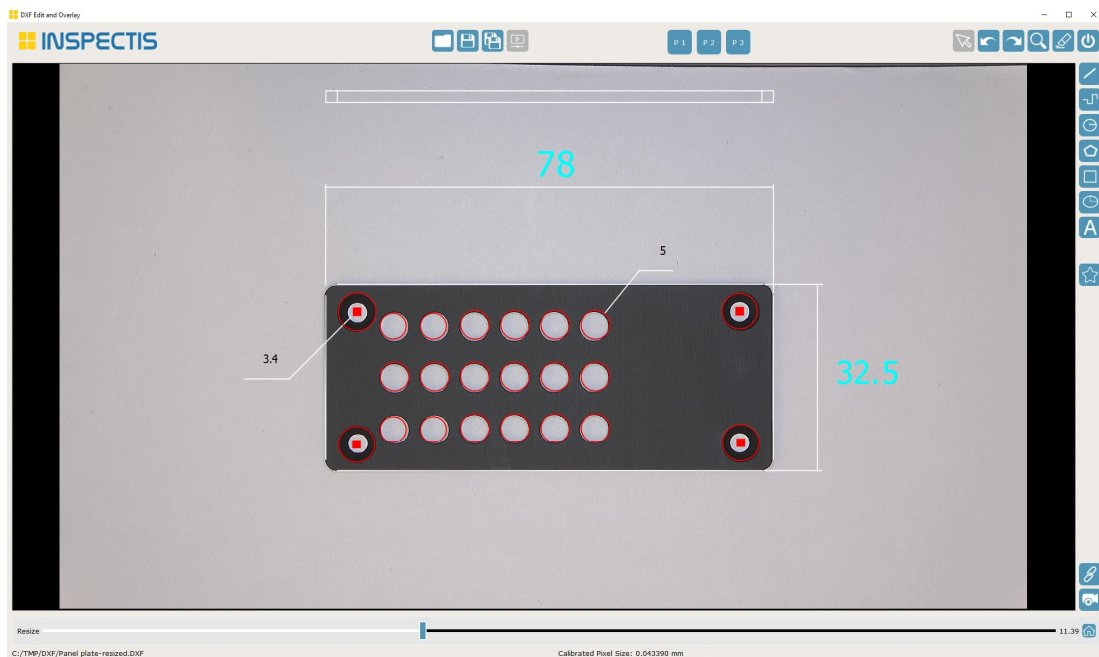 DXF Edit and Overlay
INSPECTIS
P 1 P 2 P 3
A
78
5
3.4
32.5
Resize
11.39
C:/TMP/DXF/Panel plate-resized.DXF
Calibrated Pixel Size: 0.043390 mm